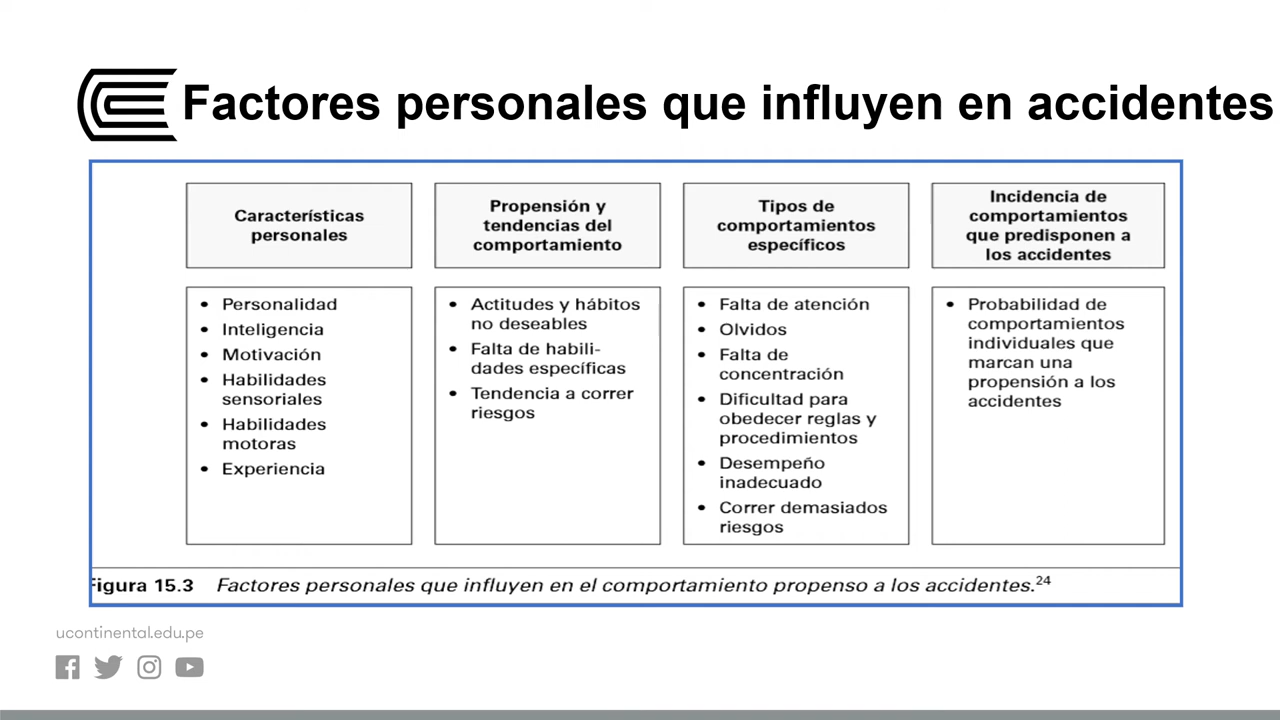 Factores personales que influyen en accidentes
Características
personales
Propensión y
tendencias del
comportamiento
Tipos de
comportamientos
específicos
Incidencia de
comportamientos
que predisponen a
los accidentes
• Personalidad
• Inteligencia
• Motivación
• Habilidades
sensoriales
• Habilidades
motoras
• Experiencia
• Actitudes y hábitos
no deseables
• Falta de habili-
dades específicas
• Tendencia a correr
riesgos
• Falta de atención
• Olvidos
• Falta de
concentración
• Dificultad para
obedecer reglas y
procedimientos
• Desempeño
inadecuado
• Correr demasiados
riesgos
• Probabilidad de
comportamientos
individuales que
marcan una
propensión a los
accidentes
Figura 15.3 Factores personales que influyen en el comportamiento propenso a los accidentes.24
ucontinental.edu.pe